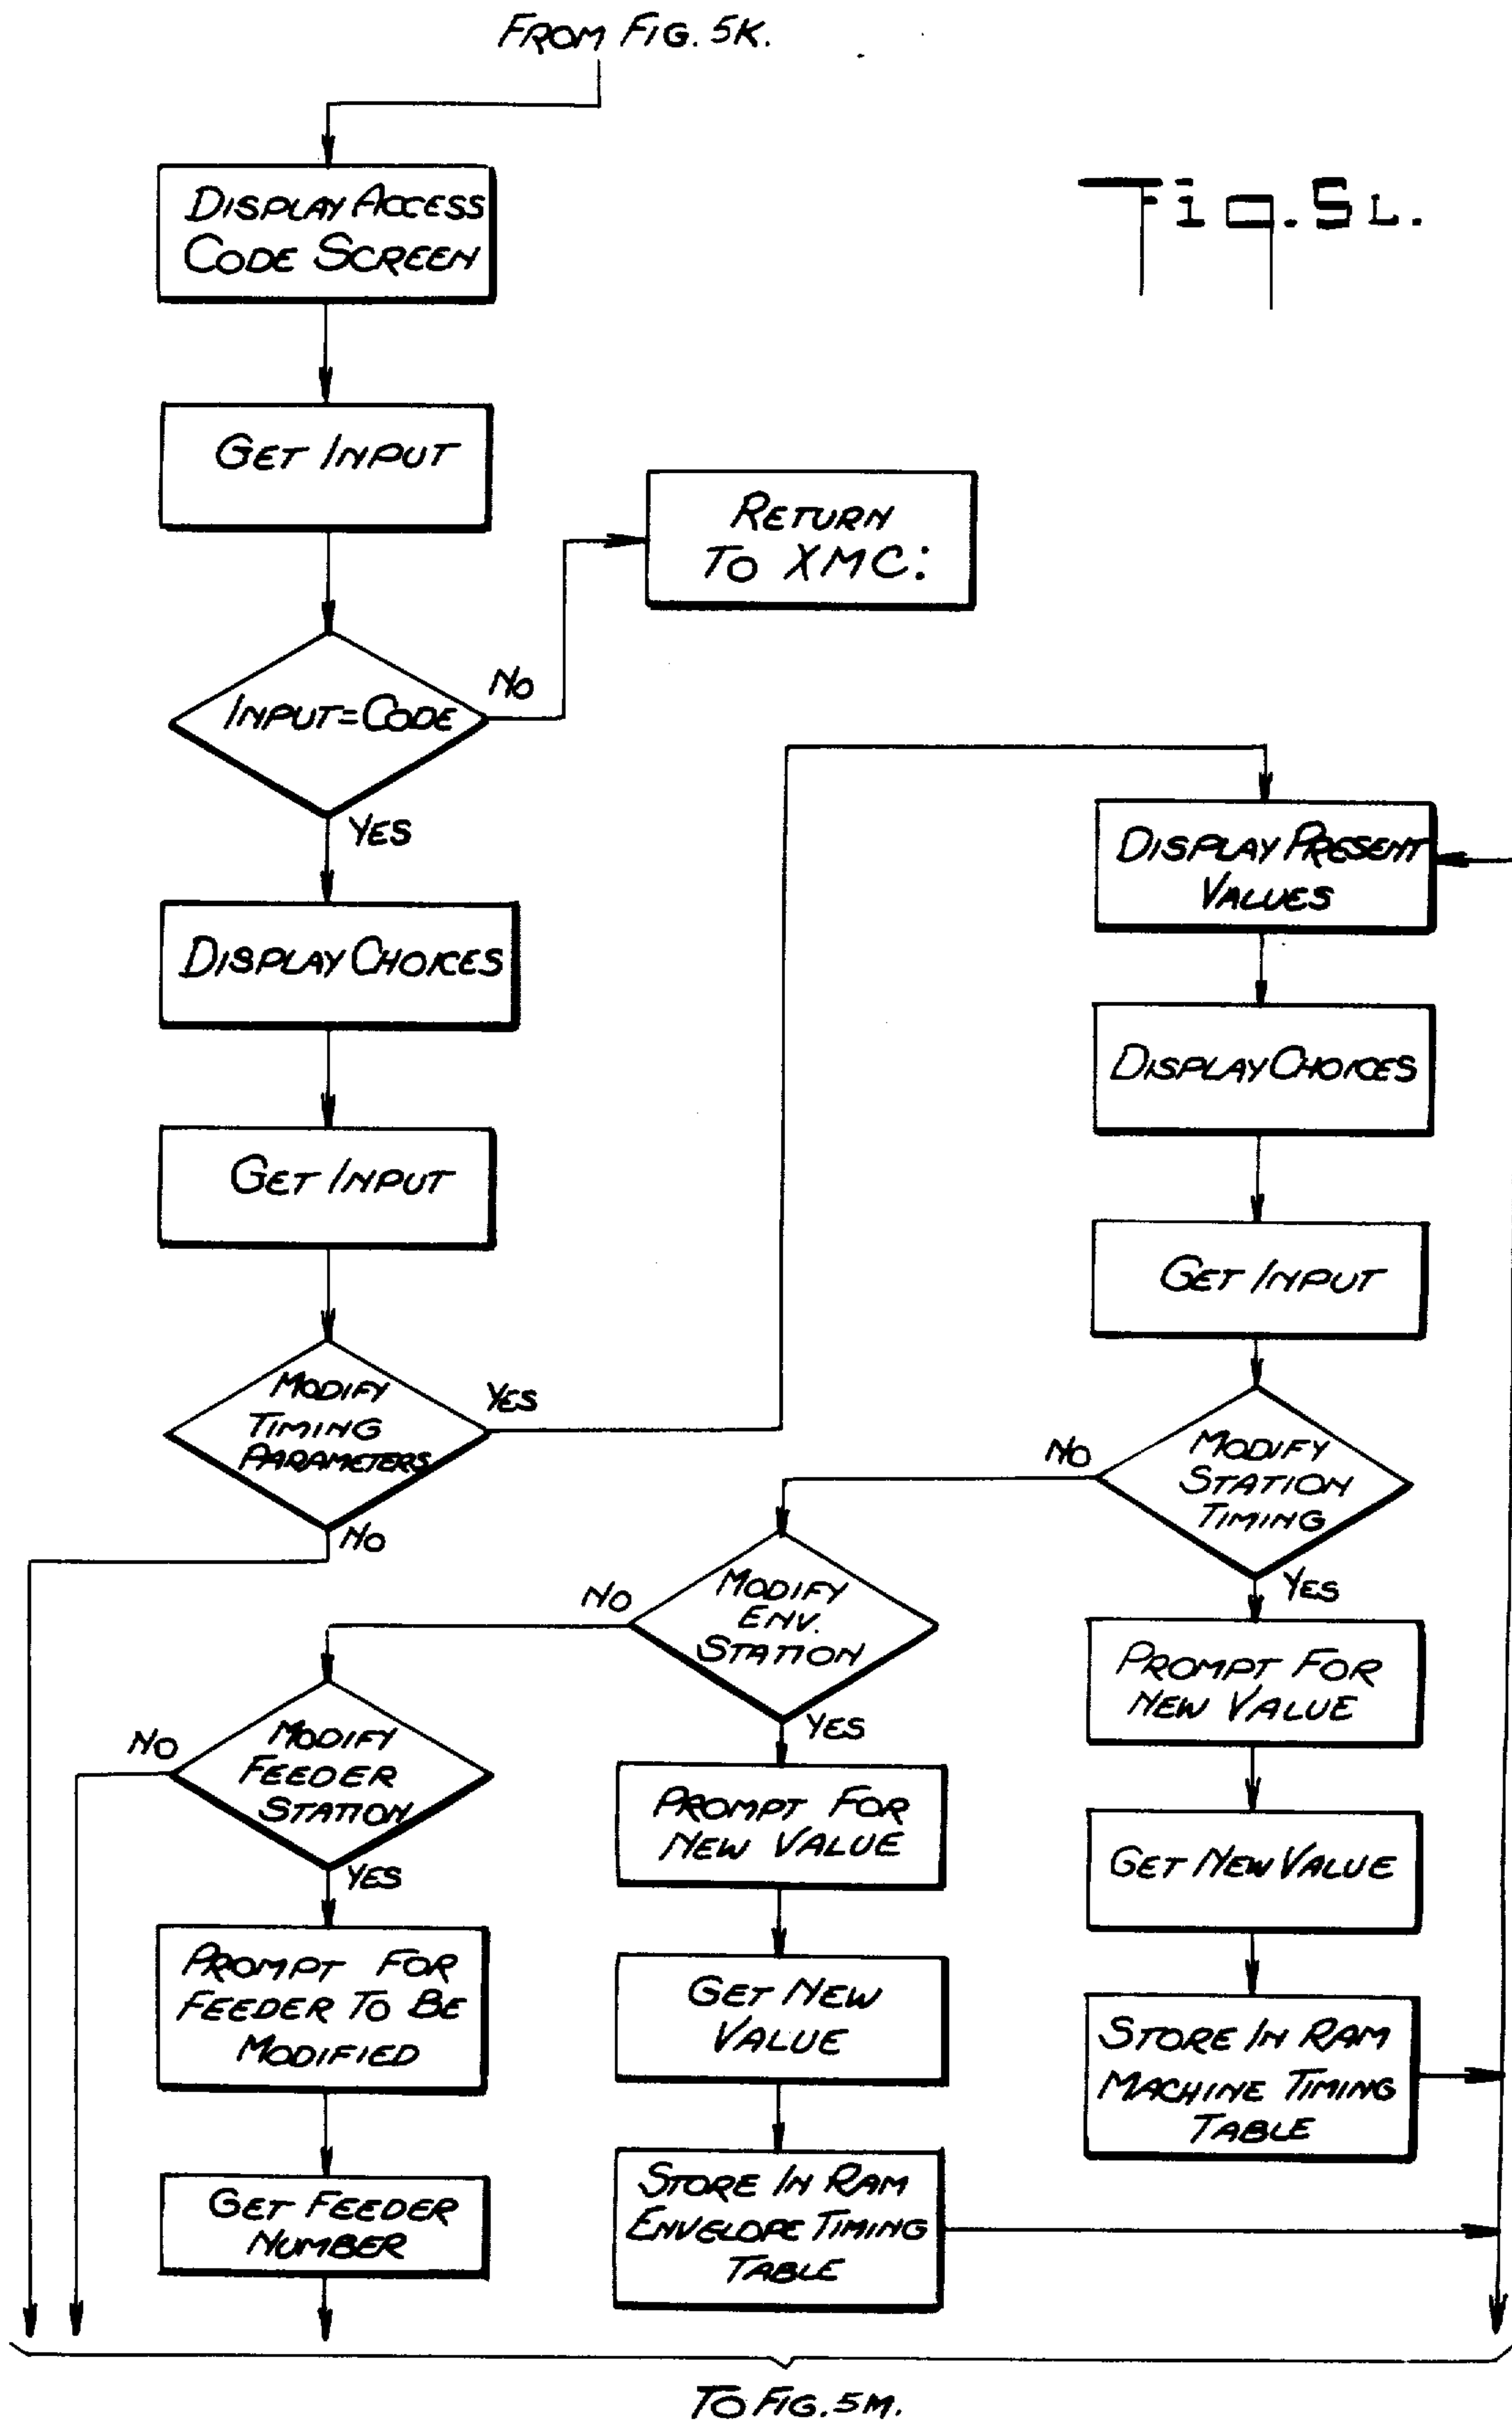 FROM FIG. 5K.
Fig. 5L.
DISPLAY ACCESS
CODE SCREEN
GET INPUT
RETURN
TO XMC:
INPUT=CODE
NO
YES
DISPLAY CHOICES
GET INPUT
MODIFY
TIMING
PARAMETERS
YES
NO
DISPLAY PRESENT
VALUES
DISPLAY CHOICES
GET INPUT
MODIFY
STATION
TIMING
NO
YES
PROMPT FOR
NEW VALUE
GET NEW VALUE
STORE IN RAM
MACHINE TIMING
TABLE
MODIFY
ENV.
STATION
NO
YES
PROMPT FOR
NEW VALUE
GET NEW
VALUE
STORE IN RAM
ENVELOPE TIMING
TABLE
MODIFY
FEEDER
STATION
NO
YES
PROMPT FOR
FEEDER TO BE
MODIFIED
GET FEEDER
NUMBER
TO FIG. 5M.